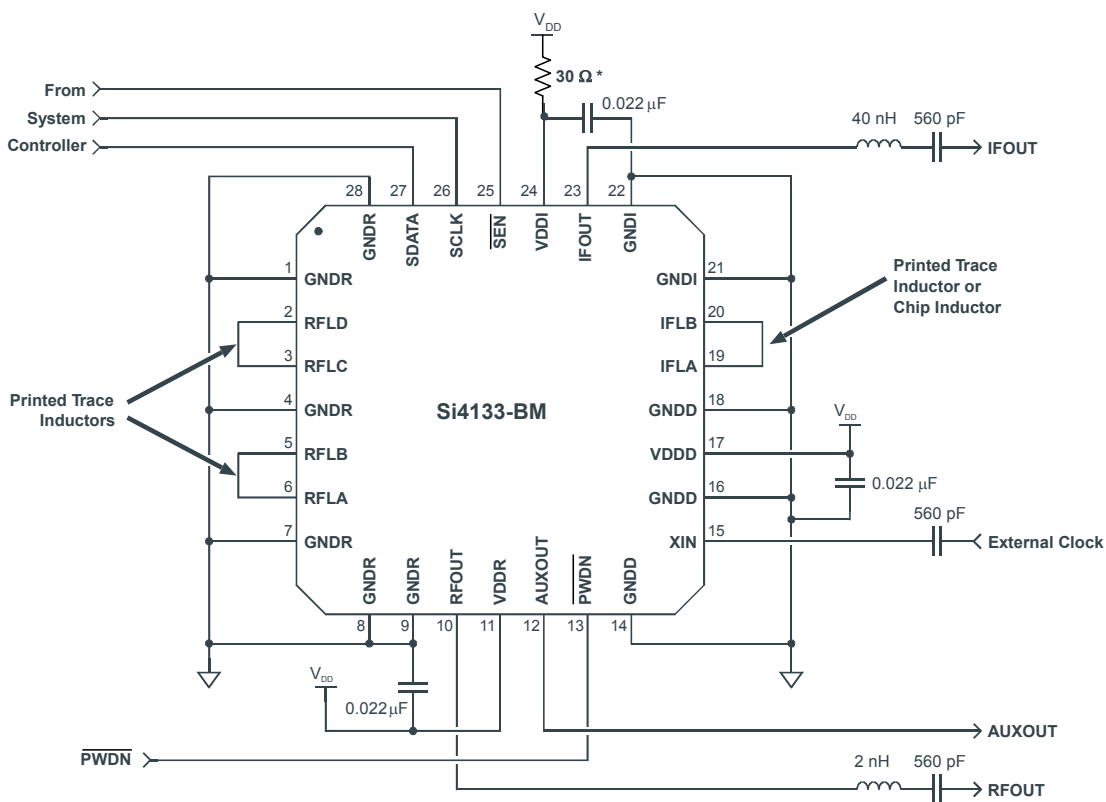 VDD
30 Ω *
0.022 μF
From
System
Controller
40 nH
560 pF
IFOUT
28
27
26
25
24
23
22
GNDR
SDATA
SCLK
SEN
VDDI
IFOUT
GNDI
1
GNDR
2
RFLD
3
RFLC
4
GNDR
5
RFLB
6
RFLA
7
GNDR
Printed Trace
Inductors
Si4133-BM
21
GNDI
20
IFLB
19
IFLA
18
GNDD
17
VDDD
16
GNDD
15
XIN
Printed Trace
Inductor or
Chip Inductor
VDD
0.022 μF
560 pF
External Clock
GNDR
GNDR
RFOUT
VDDR
AUXOUT
PWDN
GNDD
8
9
10
11
12
13
14
VDD
0.022 μF
AUXOUT
PWDN
2 nH
560 pF
RFOUT